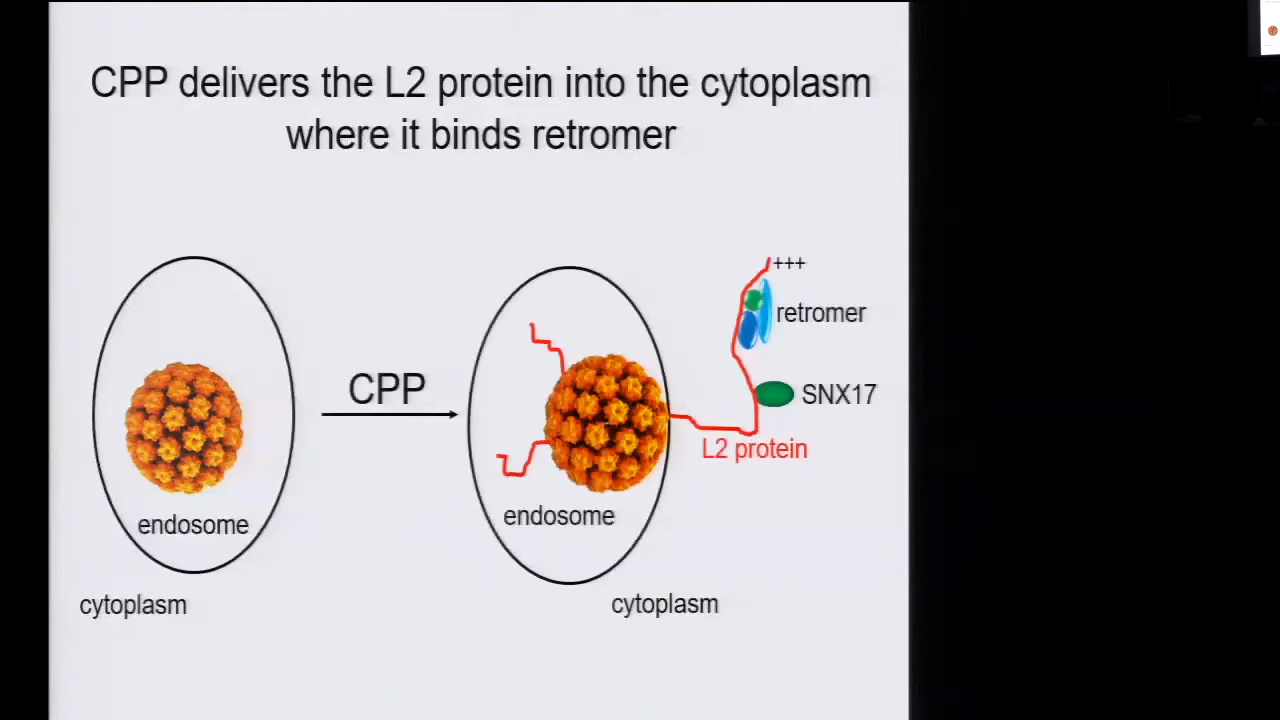 CPP delivers the L2 protein into the cytoplasm
where it binds retromer
+++
retromer
CPP
SNX17
L2 protein
endosome
endosome
cytoplasm
cytoplasm